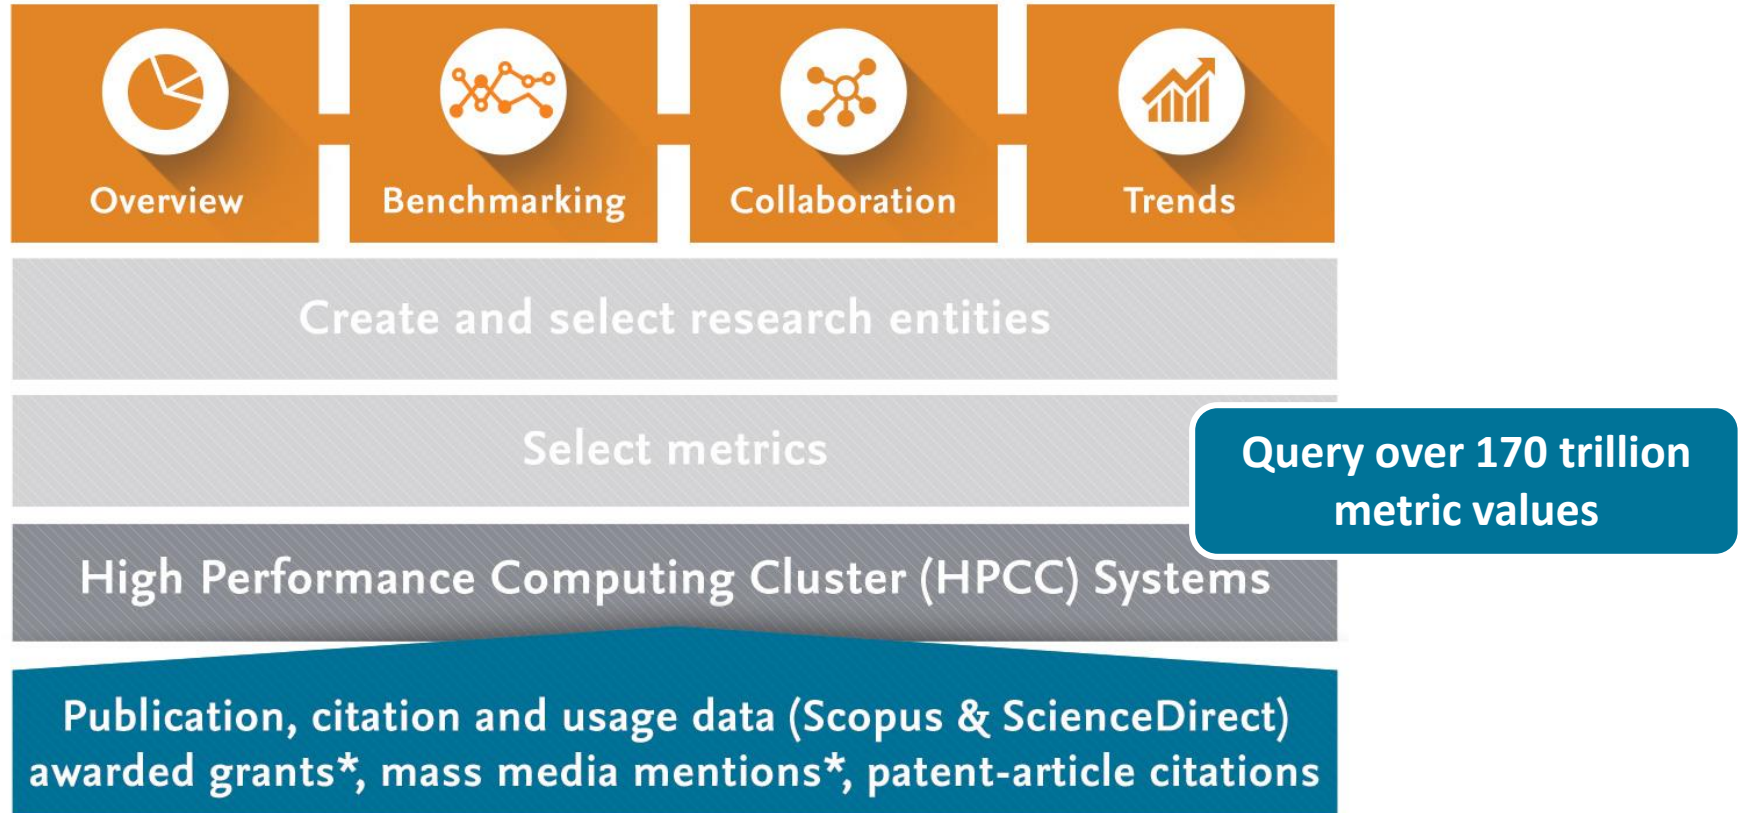 Overview
Benchmarking
Collaboration
Trends
Create and select research entities
Select metrics
Query over 170 trillion
metric values
High Performance Computing Cluster (HPCC) Systems
Publication, citation and usage data (Scopus & ScienceDirect)
awarded grants*, mass media mentions*, patent-article citations